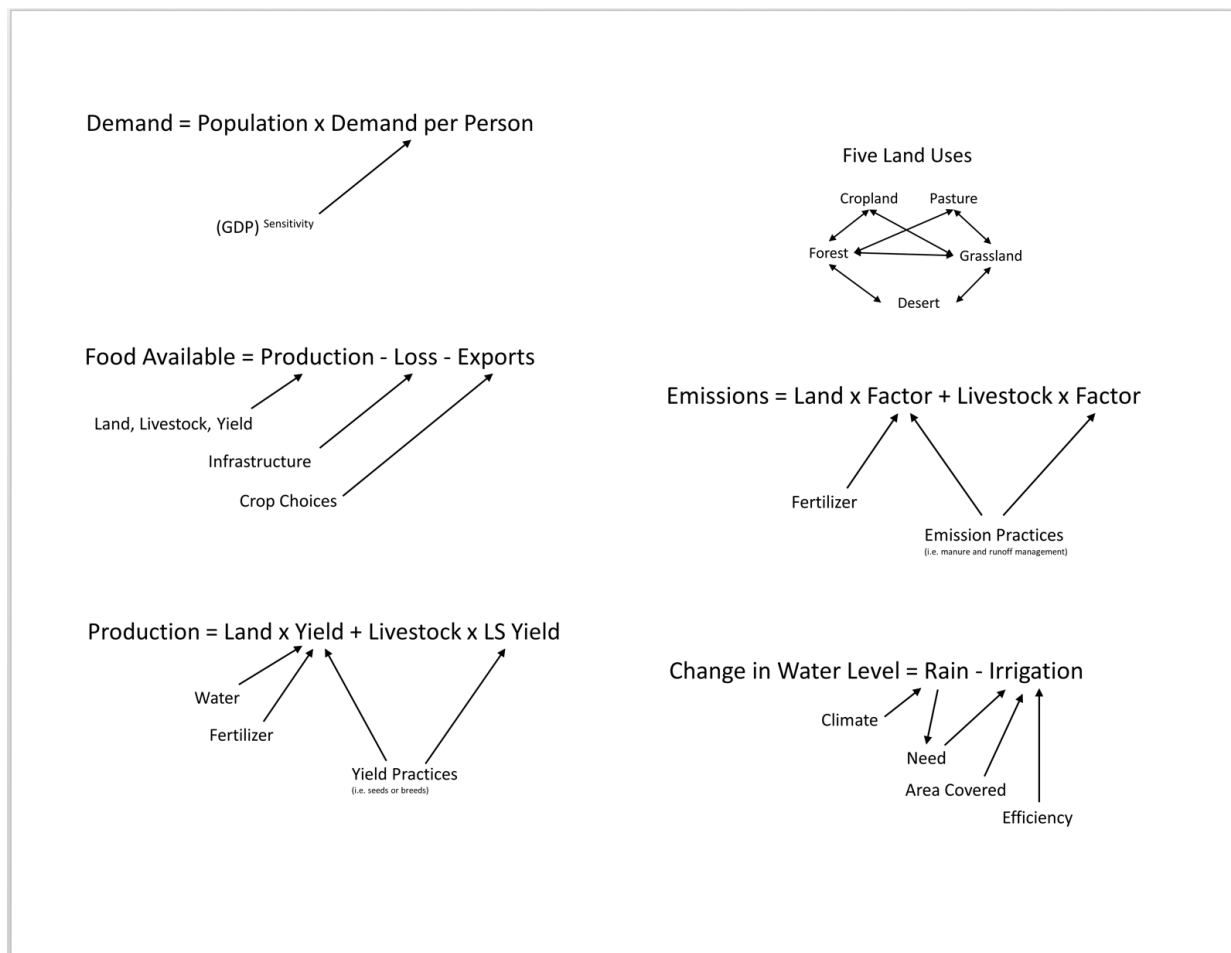 Demand = Population x Demand per Person
(GDP) Sensitivity
Food Available = Production - Loss - Exports
Land, Livestock, Yield
Infrastructure
Crop Choices
Production = Land x Yield + Livestock x LS Yield
Water
Fertilizer
Yield Practices
(i.e. seeds or breeds)
Five Land Uses
Cropland Pasture
Forest Grassland
Desert
Emissions = Land x Factor + Livestock x Factor
Fertilizer
Emission Practices
(i.e. manure and runoff management)
Change in Water Level = Rain - Irrigation
Climate
Need
Area Covered
Efficiency